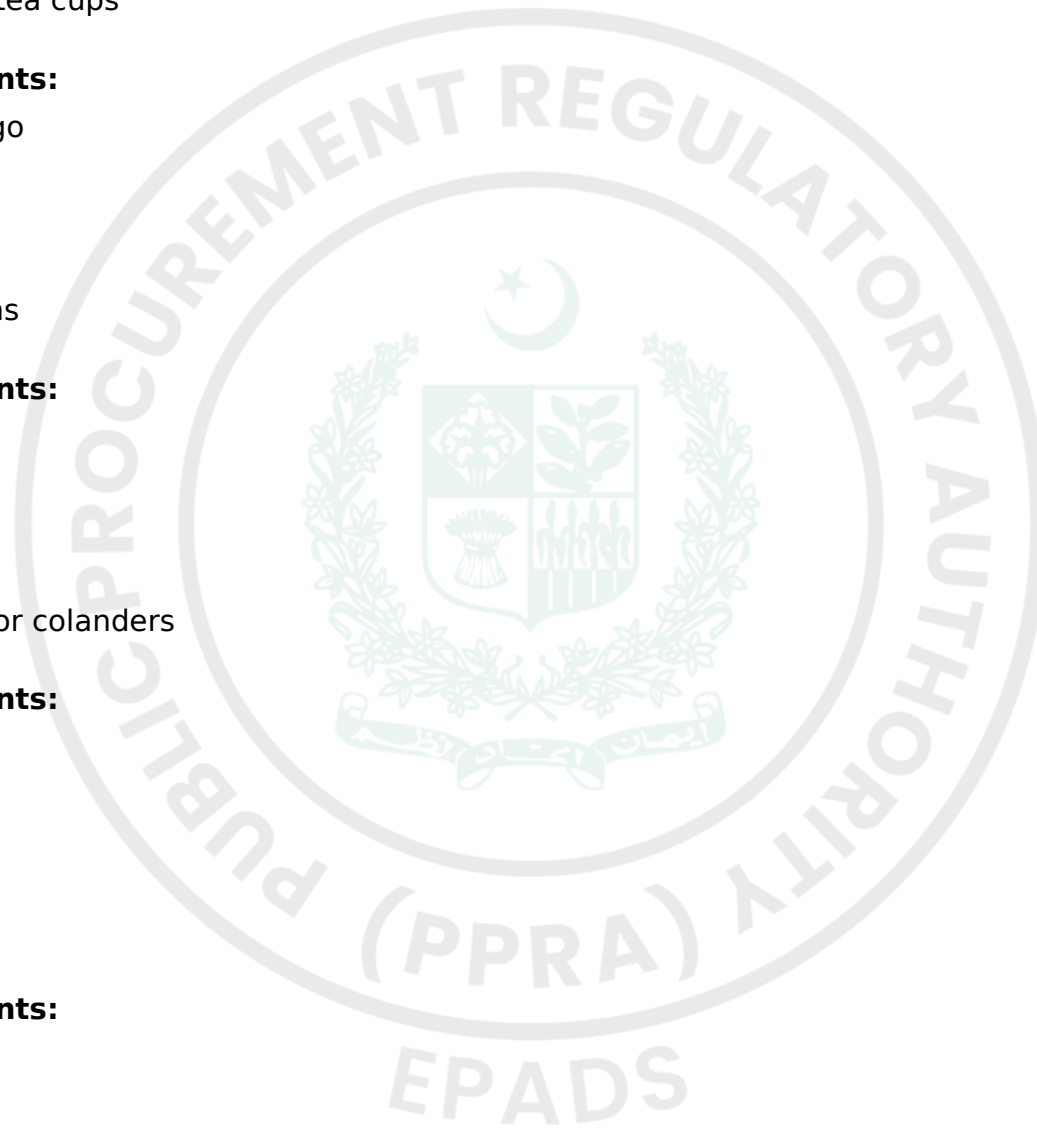 tea cups
nts:
go
ns
nts:
or colanders
nts:
nts:
PUBLIC PROCUREMENT REGULATORY AUTHORITY
(PPRA)
EPADS